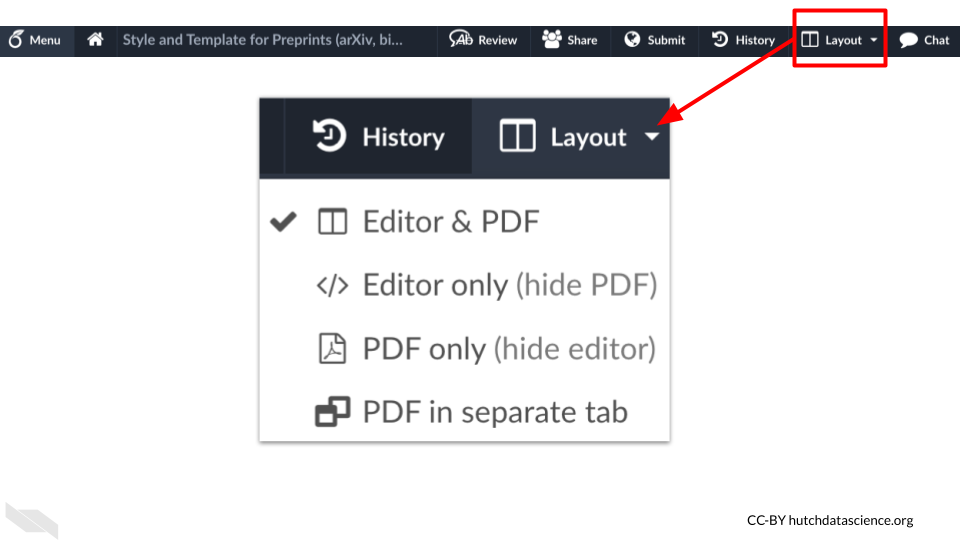 Menu
Style and Template for Preprints (arXiv, bi...
Ab Review
Share
Submit
History
Layout
Chat
History
Layout
Editor & PDF
</> Editor only (hide PDF)
PDF only (hide editor)
PDF in separate tab
CC-BY hutchdatascience.org